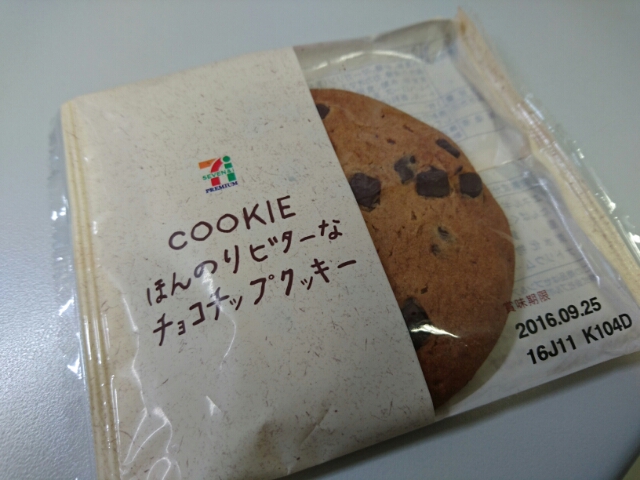 SEVEN&i
PREMIUM
COOKIE
ほんのりビターな
チョコチップクッキー
賞味期限
2016.09.25
16J11 K104D